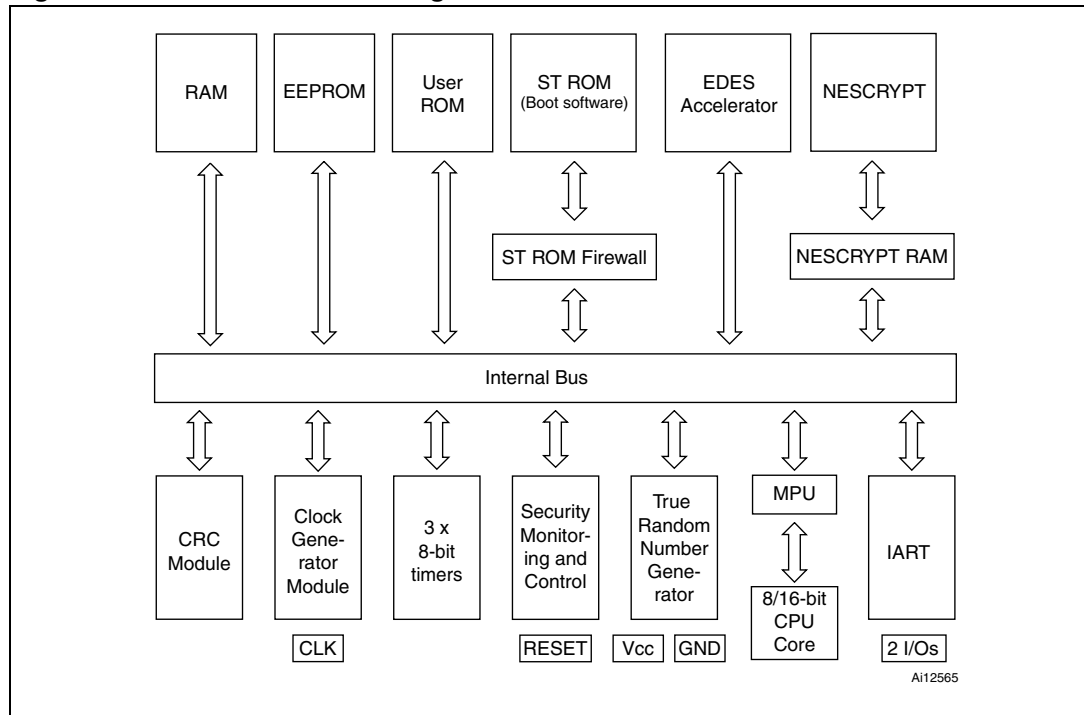 RAM
EEPROM
User
ROM
ST ROM
(Boot software)
EDES
Accelerator
NESCRYPT
ST ROM Firewall
NESCRYPT RAM
Internal Bus
CRC
Module
Clock
Gene-
rator
Module
3 x
8-bit
timers
Security
Monitor-
ing and
Control
True
Random
Number
Gene-
rator
MPU
8/16-bit
CPU
Core
IART
CLK
RESET
Vcc
GND
2 I/Os
Ai12565